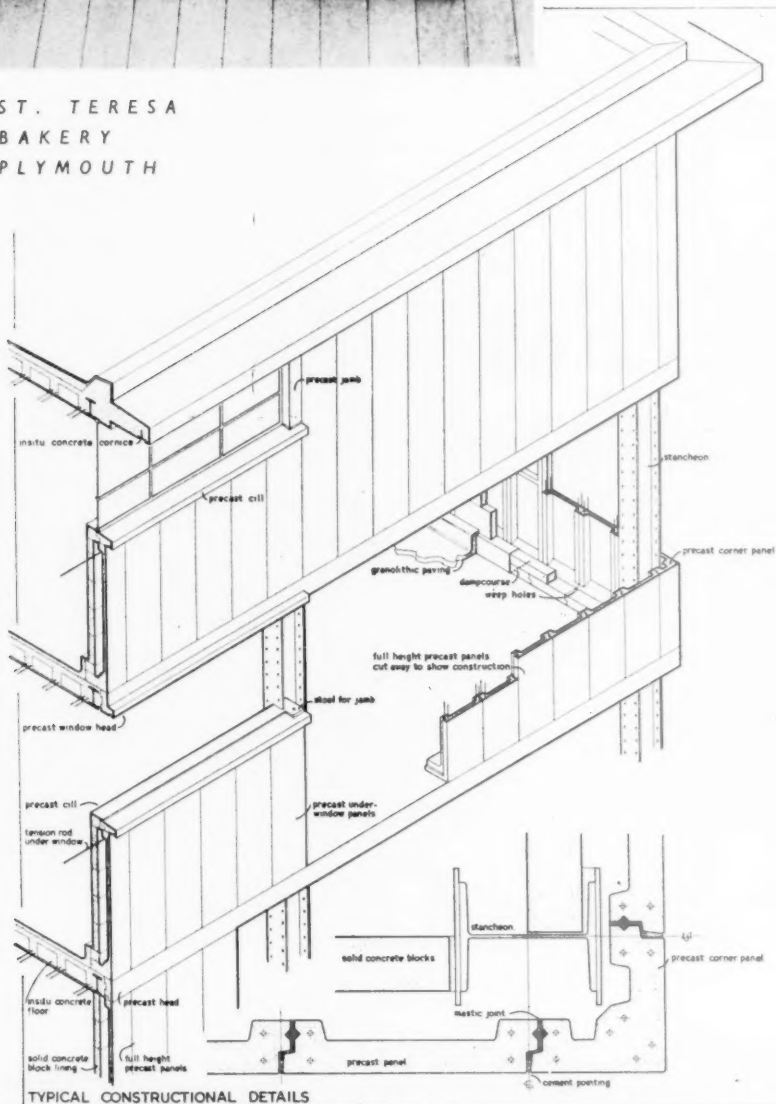 ST. TERESA
BAKERY
PLYMOUTH
precast jamb
insitu concrete cornice
precast cill
stancheon
granolithic paving
dampcourse
weep holes
precast corner panel
full height precast panels
cut away to show construction
stool for jamb
precast window head
precast cill
tension rod
under window
precast under-
window panels
stancheon
solid concrete blocks
precast corner panel
insitu concrete
floor
precast head
mastic joint
solid concrete
block lining
full height
precast panels
precast panel
cement pointing
TYPICAL CONSTRUCTIONAL DETAILS